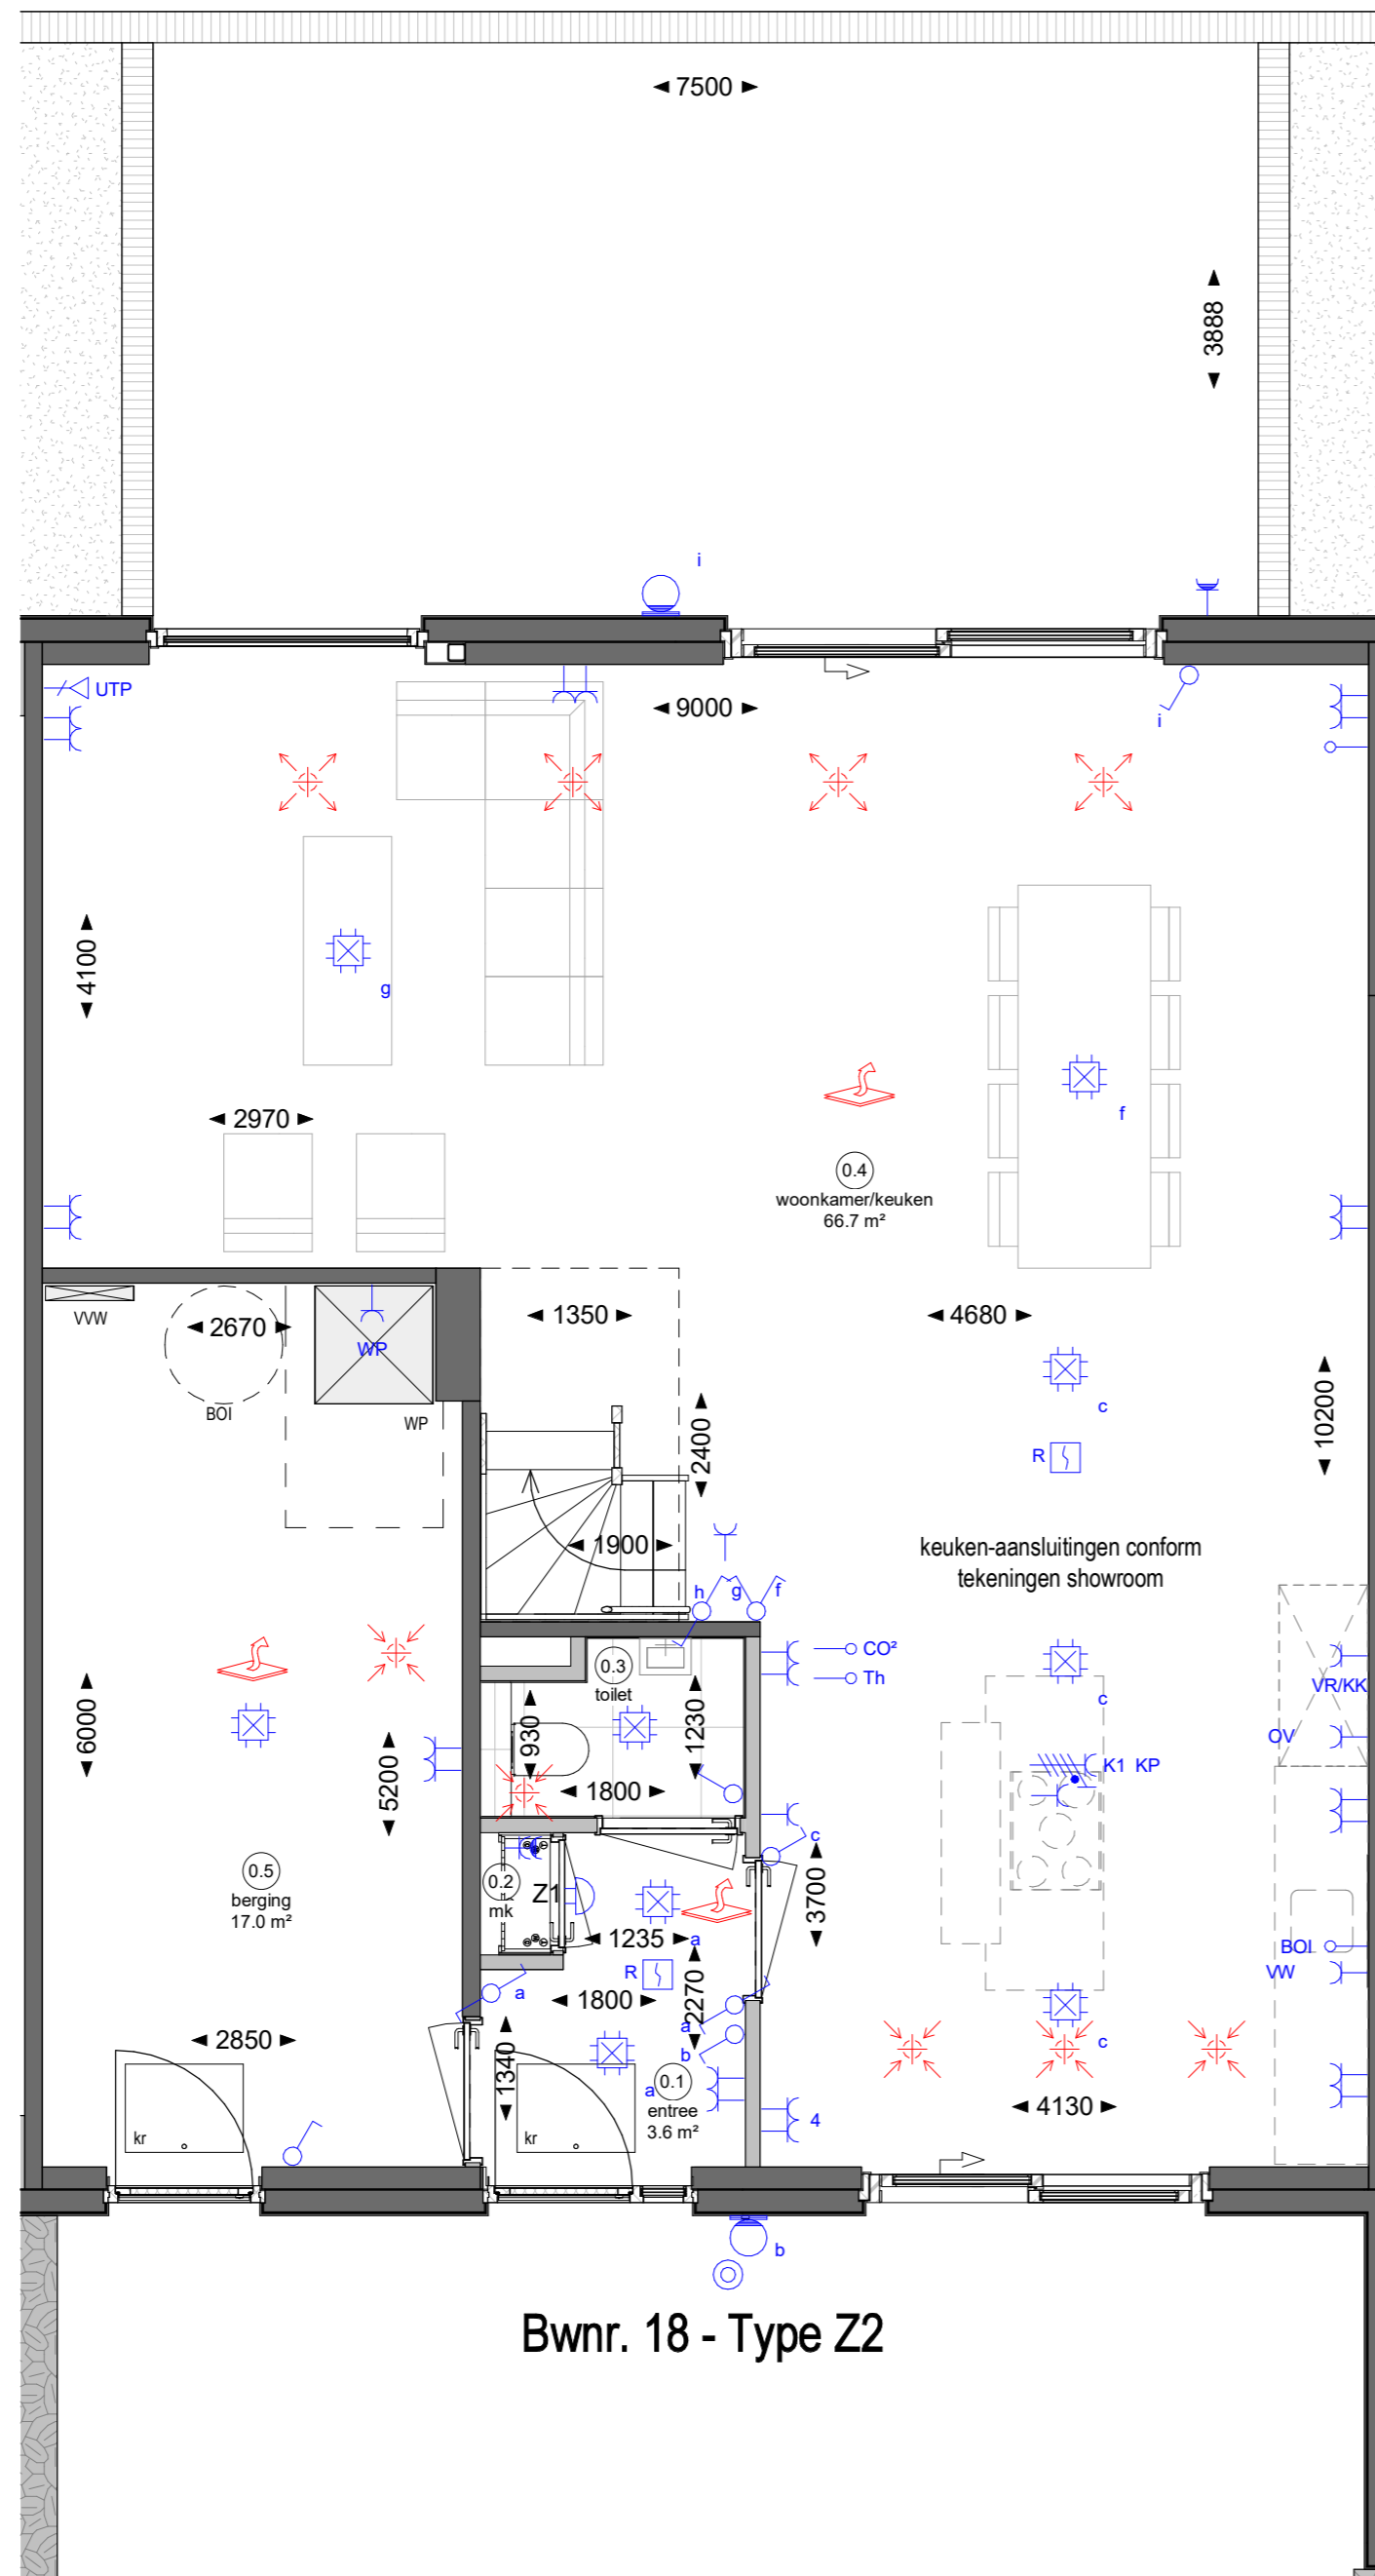 7500
3888
i
UTP
9000
i
4100
g
f
2970
0.4
woonkamer/keuken
66.7 m²
VVW
2670
WP
BOI
WP
1350
4680
c
2400
10200
R
1900
keuken-aansluitingen conform
tekeningen showroom
h
g
f
0.3
toilet
CO²
Th
c
VR/KK
6000
5200
930
1230
1800
OV
K1 KP
c
0.5
berging
17.0 m²
0.2
mk
Z1
3700
1235
a
BOI
VW
R
a
1800
2270
a
b
2850
1340
c
0.1
a
entree
3.6 m²
4130
4
kr
kr
b
Bwnr. 18 - Type Z2